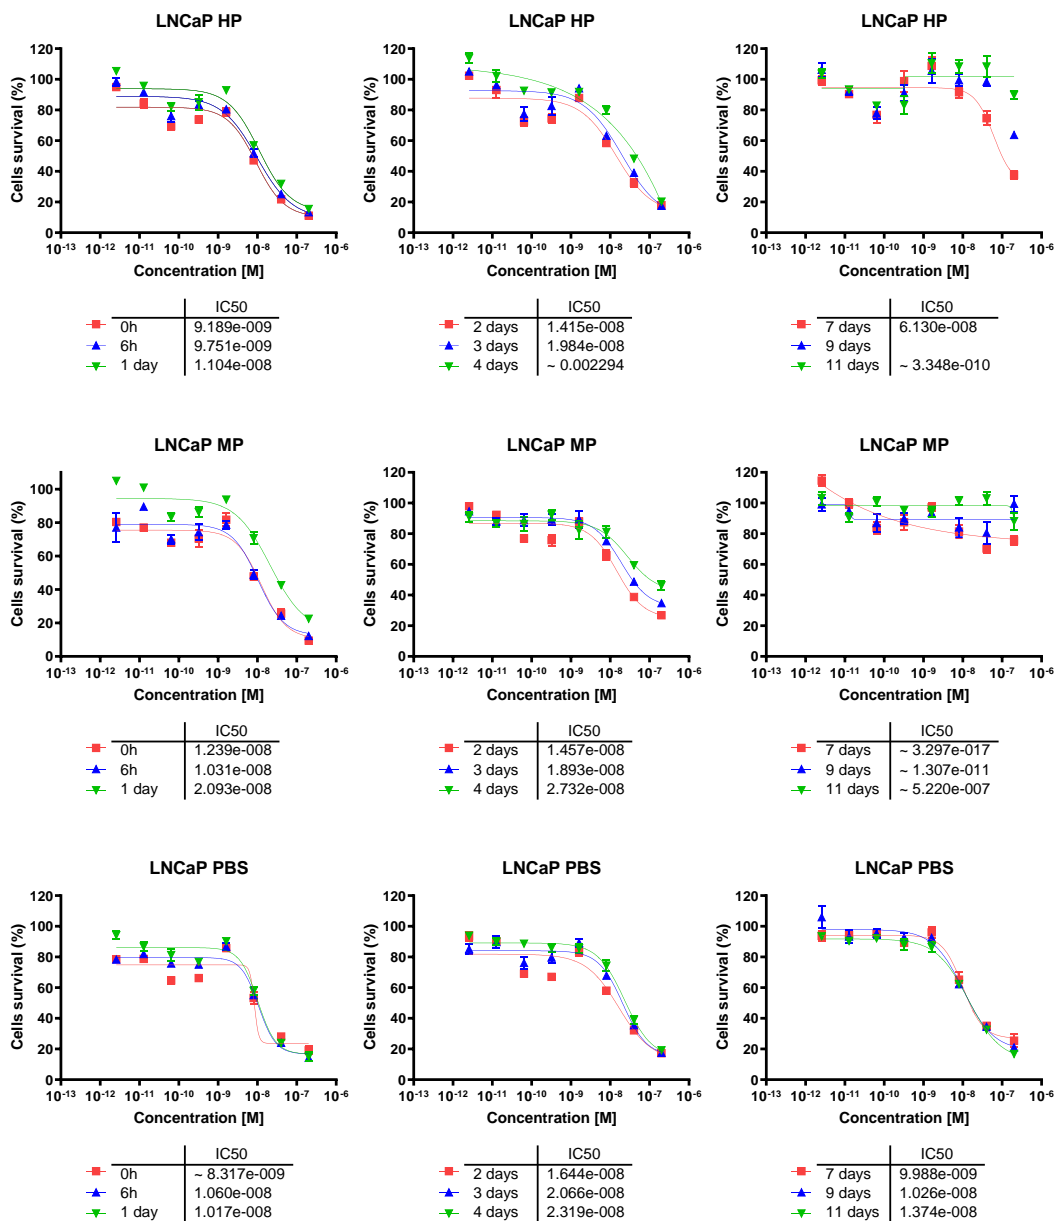 LNCaP HP
Cells survival (%)
120
100
80
60
40
20
0
10-13 10-12 10-11 10-10 10-9 10-8 10-7 10-6
Concentration [M]
IC50
0h 9.189e-009
6h 9.751e-009
1 day 1.104e-008
LNCaP HP
Cells survival (%)
120
100
80
60
40
20
0
10-13 10-12 10-11 10-10 10-9 10-8 10-7 10-6
Concentration [M]
IC50
2 days 1.415e-008
3 days 1.984e-008
4 days ~ 0.002294
LNCaP HP
Cells survival (%)
120
100
80
60
40
20
0
10-13 10-12 10-11 10-10 10-9 10-8 10-7 10-6
Concentration [M]
IC50
7 days 6.130e-008
9 days
11 days ~ 3.348e-010
LNCaP MP
Cells survival (%)
100
80
60
40
20
0
10-13 10-12 10-11 10-10 10-9 10-8 10-7 10-6
Concentration [M]
IC50
0h 1.239e-008
6h 1.031e-008
1 day 2.093e-008
LNCaP MP
Cells survival (%)
120
100
80
60
40
20
0
10-13 10-12 10-11 10-10 10-9 10-8 10-7 10-6
Concentration [M]
IC50
2 days 1.457e-008
3 days 1.893e-008
4 days 2.732e-008
LNCaP MP
Cells survival (%)
120
100
80
60
40
20
0
10-13 10-12 10-11 10-10 10-9 10-8 10-7 10-6
Concentration [M]
IC50
7 days ~ 3.297e-017
9 days ~ 1.307e-011
11 days ~ 5.220e-007
LNCaP PBS
Cells survival (%)
120
100
80
60
40
20
0
10-13 10-12 10-11 10-10 10-9 10-8 10-7 10-6
Concentration [M]
IC50
0h ~ 8.317e-009
6h 1.060e-008
1 day 1.017e-008
LNCaP PBS
Cells survival (%)
120
100
80
60
40
20
0
10-13 10-12 10-11 10-10 10-9 10-8 10-7 10-6
Concentration [M]
IC50
2 days 1.644e-008
3 days 2.066e-008
4 days 2.319e-008
LNCaP PBS
Cells survival (%)
120
100
80
60
40
20
0
10-13 10-12 10-11 10-10 10-9 10-8 10-7 10-6
Concentration [M]
IC50
7 days 9.988e-009
9 days 1.026e-008
11 days 1.374e-008